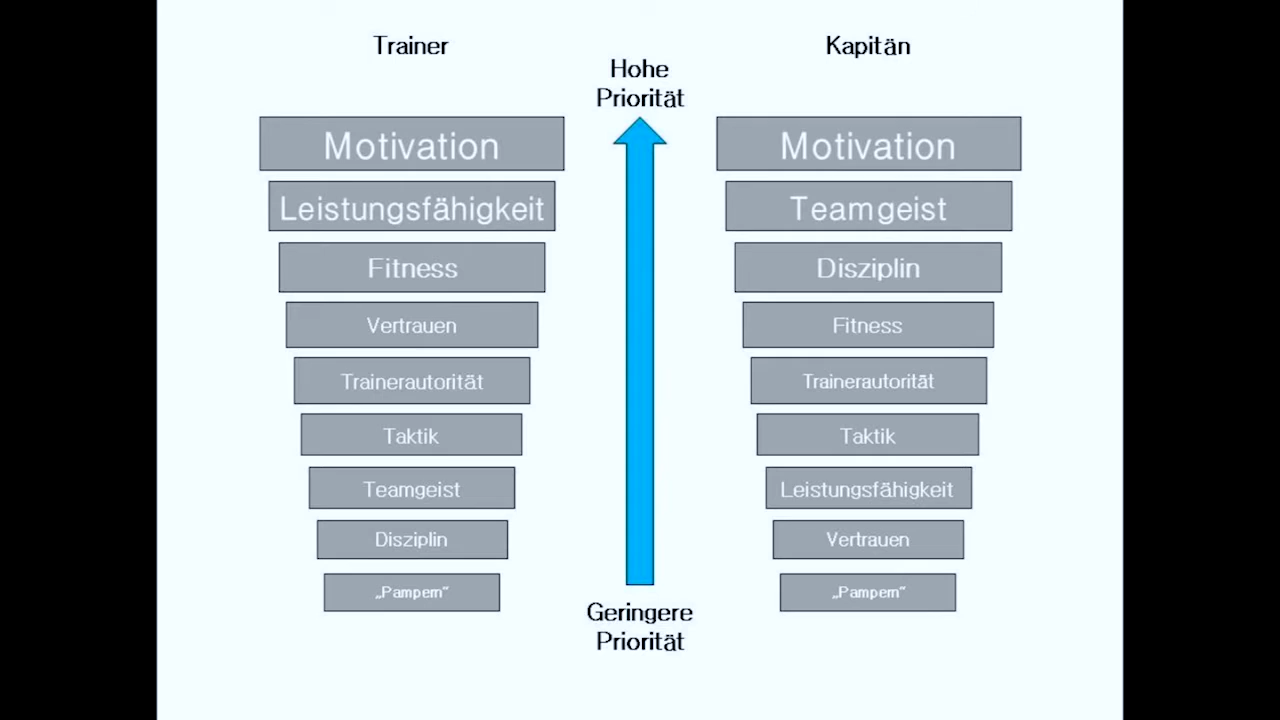 Trainer
Kapitän
Hohe
Priorität
Motivation
Leistungsfähigkeit
Fitness
Vertrauen
Trainerautorität
Taktik
Teamgeist
Disziplin
„Pampern“
Motivation
Teamgeist
Disziplin
Fitness
Trainerautorität
Taktik
Leistungsfähigkeit
Vertrauen
„Pampern“
Geringere
Priorität